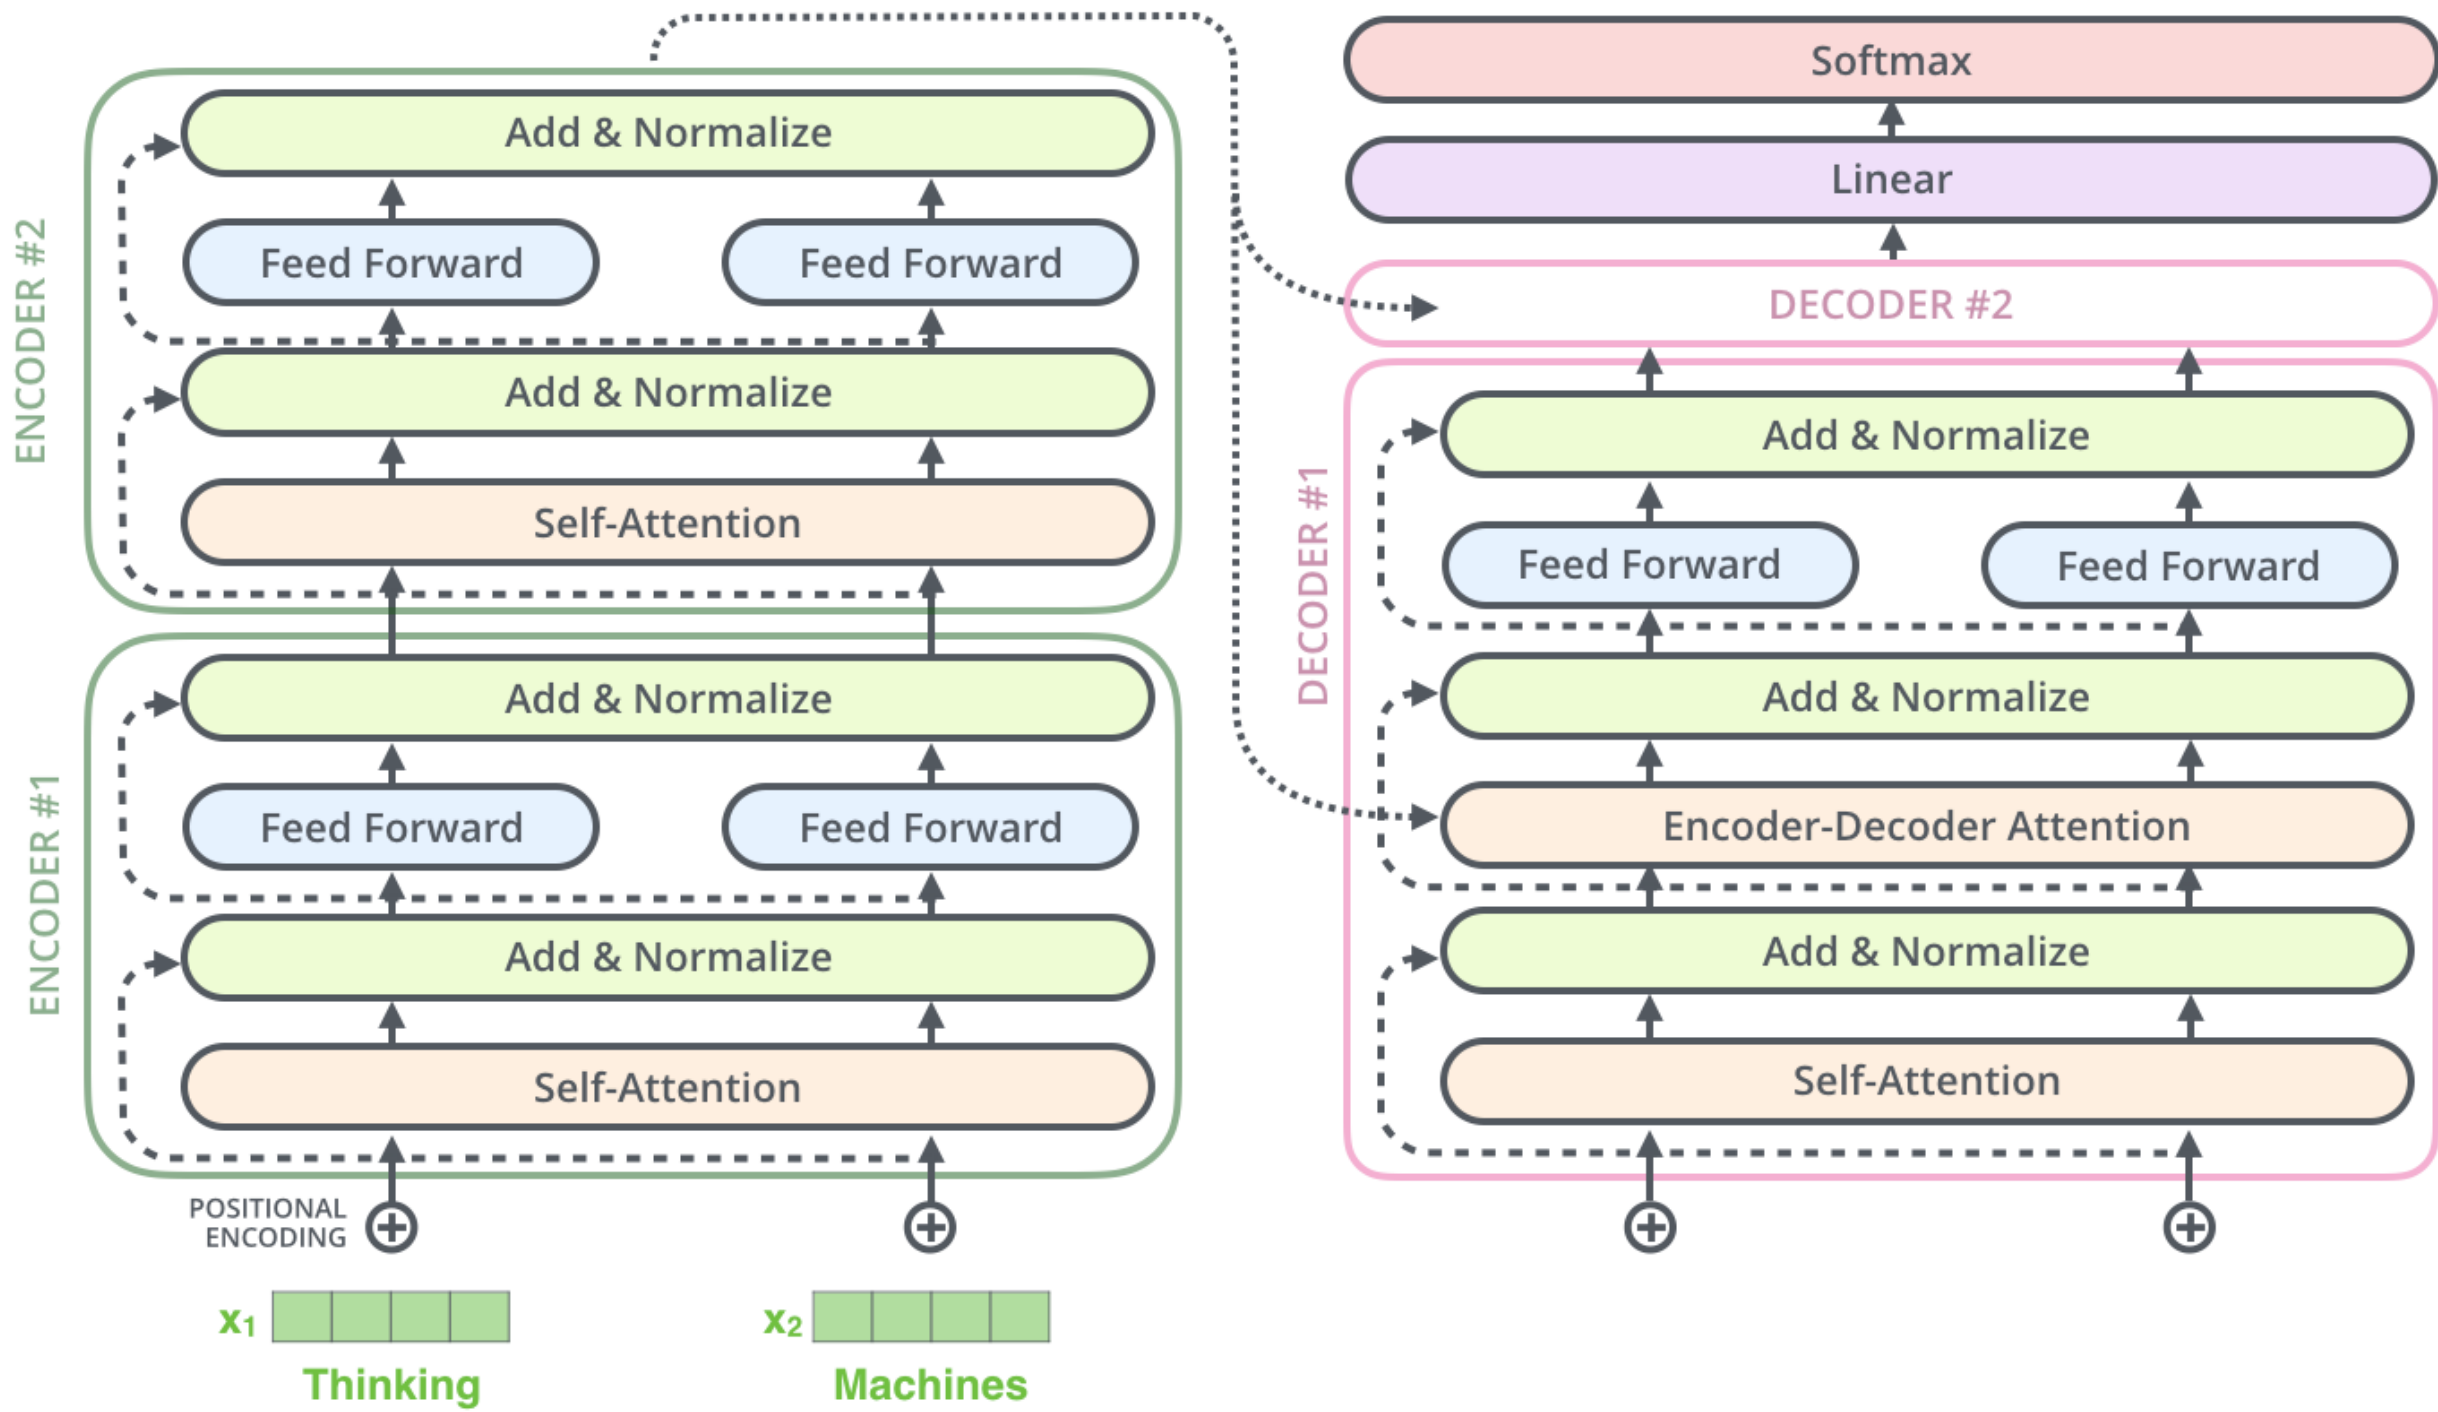 ENCODER #2
Add & Normalize
Feed Forward
Feed Forward
Add & Normalize
Self-Attention
ENCODER #1
Add & Normalize
Feed Forward
Feed Forward
Add & Normalize
Self-Attention
POSITIONAL
ENCODING
x₁
x₂
Thinking
Machines
Softmax
Linear
DECODER #2
DECODER #1
Add & Normalize
Feed Forward
Feed Forward
Add & Normalize
Encoder-Decoder Attention
Add & Normalize
Self-Attention